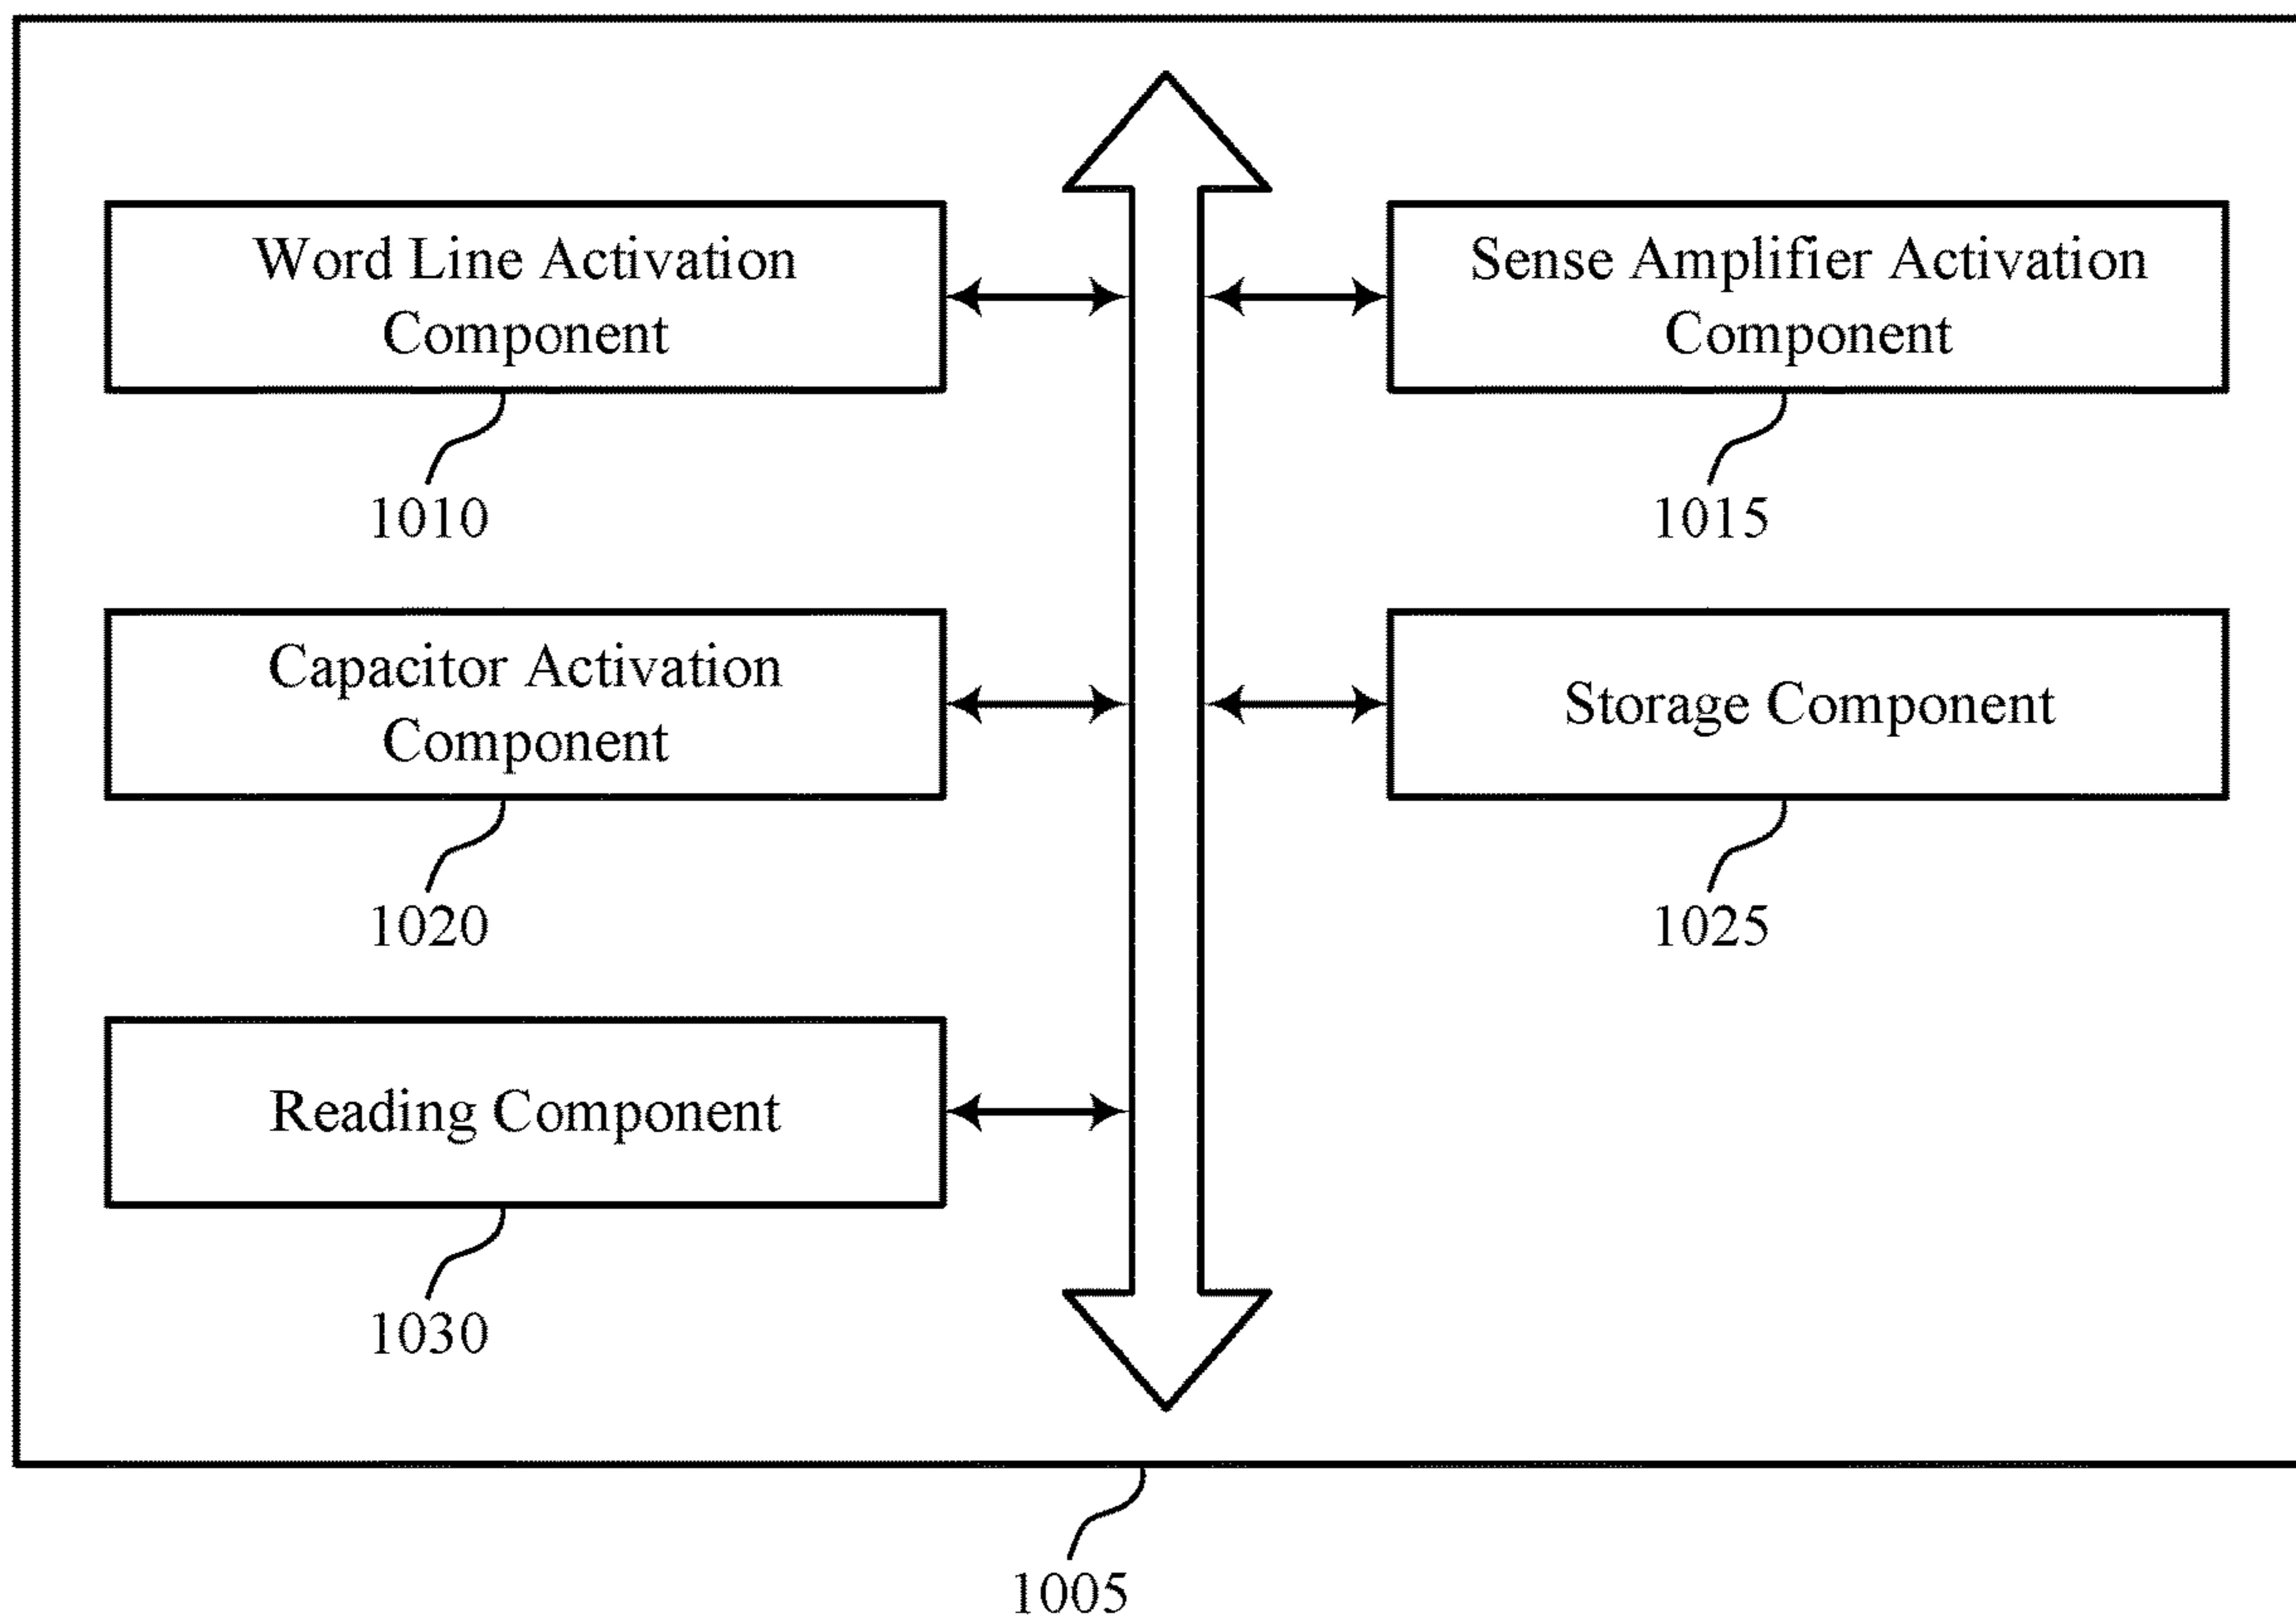 Word Line Activation
Component
1010
Sense Amplifier Activation
Component
1015
Capacitor Activation
Component
1020
Storage Component
1025
Reading Component
1030
1005